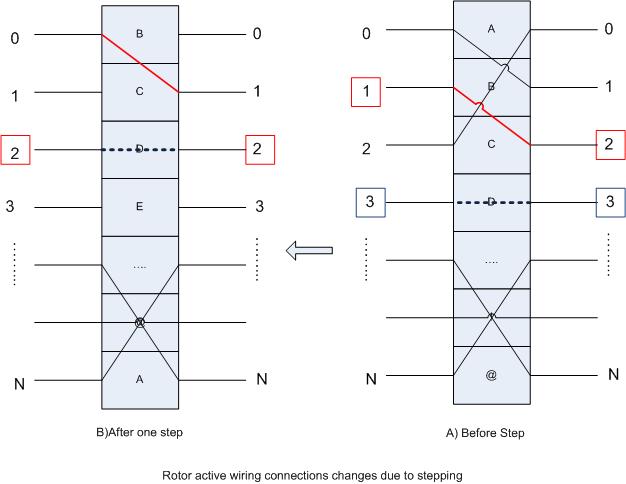 0 B 0
1 C 1
2 D 2
3 E 3
....
@
N A N
B)After one step
0 A 0
1 B 1
2 C 2
3 D 3
....
@
N N
A) Before Step
Rotor active wiring connections changes due to stepping